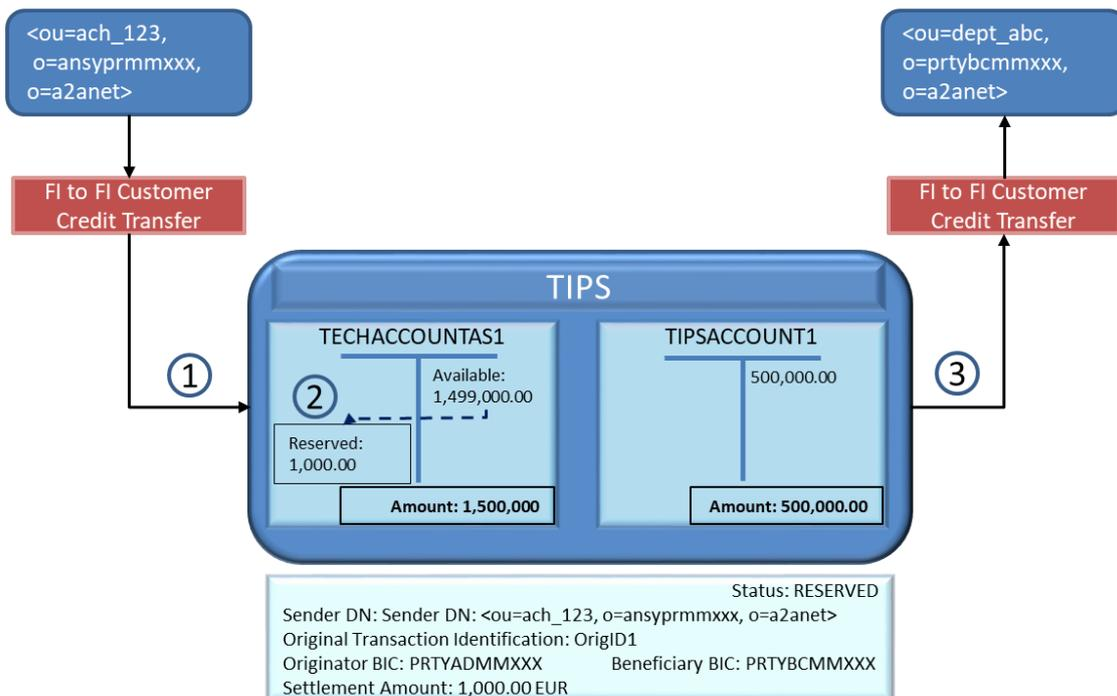 <ou=ach_123,
o=ansyprmmxxx,
o=a2anet>
<ou=dept_abc,
o=prtybcmmxxx,
o=a2anet>
FI to FI Customer
Credit Transfer
FI to FI Customer
Credit Transfer
TIPS
TECHACCOUNTAS1
TIPSACCOUNT1
1
2
Available:
1,499,000.00
500,000.00
3
Reserved:
1,000.00
Amount: 1,500,000
Amount: 500,000.00
Status: RESERVED
Sender DN: Sender DN: <ou=ach_123, o=ansyprmmxxx, o=a2anet>
Original Transaction Identification: OrigID1
Originator BIC: PRTYADMMXXX Beneficiary BIC: PRTYBCMMXXX
Settlement Amount: 1,000.00 EUR